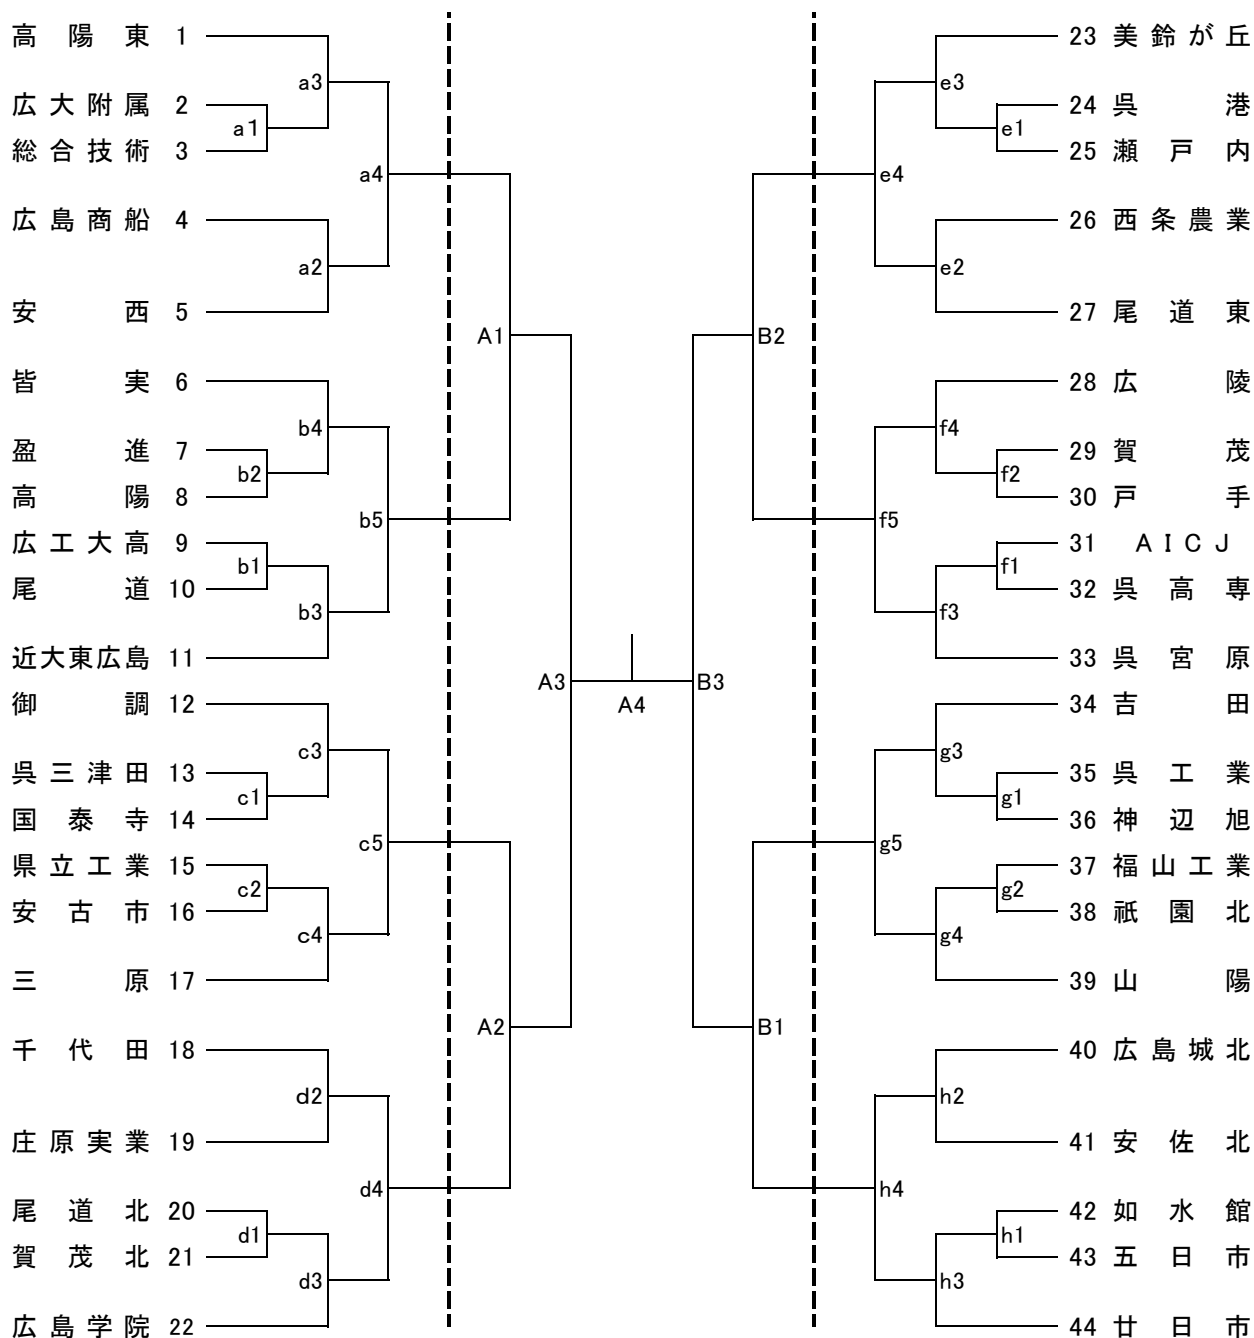 高陽東 1
a3
広大附属 2
a1
総合技術 3
a4
広島商船 4
a2
安西 5
A1
皆実 6
b4
盈進 7
b2
高陽 8
b5
広工大高 9
b1
尾道 10
b3
近大東広島 11
A3
御調 12
c3
呉三津田 13
c1
国泰寺 14
c5
県立工業 15
c2
安古市 16
c4
三原 17
A2
千代田 18
d2
庄原実業 19
d4
尾道北 20
d1
賀茂北 21
d3
広島学院 22
A4
23 美鈴が丘
e3
24 呉港
e1
25 瀬戸内
e4
26 西条農業
e2
27 尾道東
B2
28 広陵
f4
29 賀茂
f2
30 戸手
f5
31 AICJ
f1
32 呉高専
f3
33 呉宮原
B3
34 吉田
g3
35 呉工業
g1
36 神辺旭
g5
37 福山工業
g2
38 祇園北
g4
39 山陽
B1
40 広島城北
h2
41 安佐北
h4
42 如水館
h1
43 五日市
h3
44 廿日市